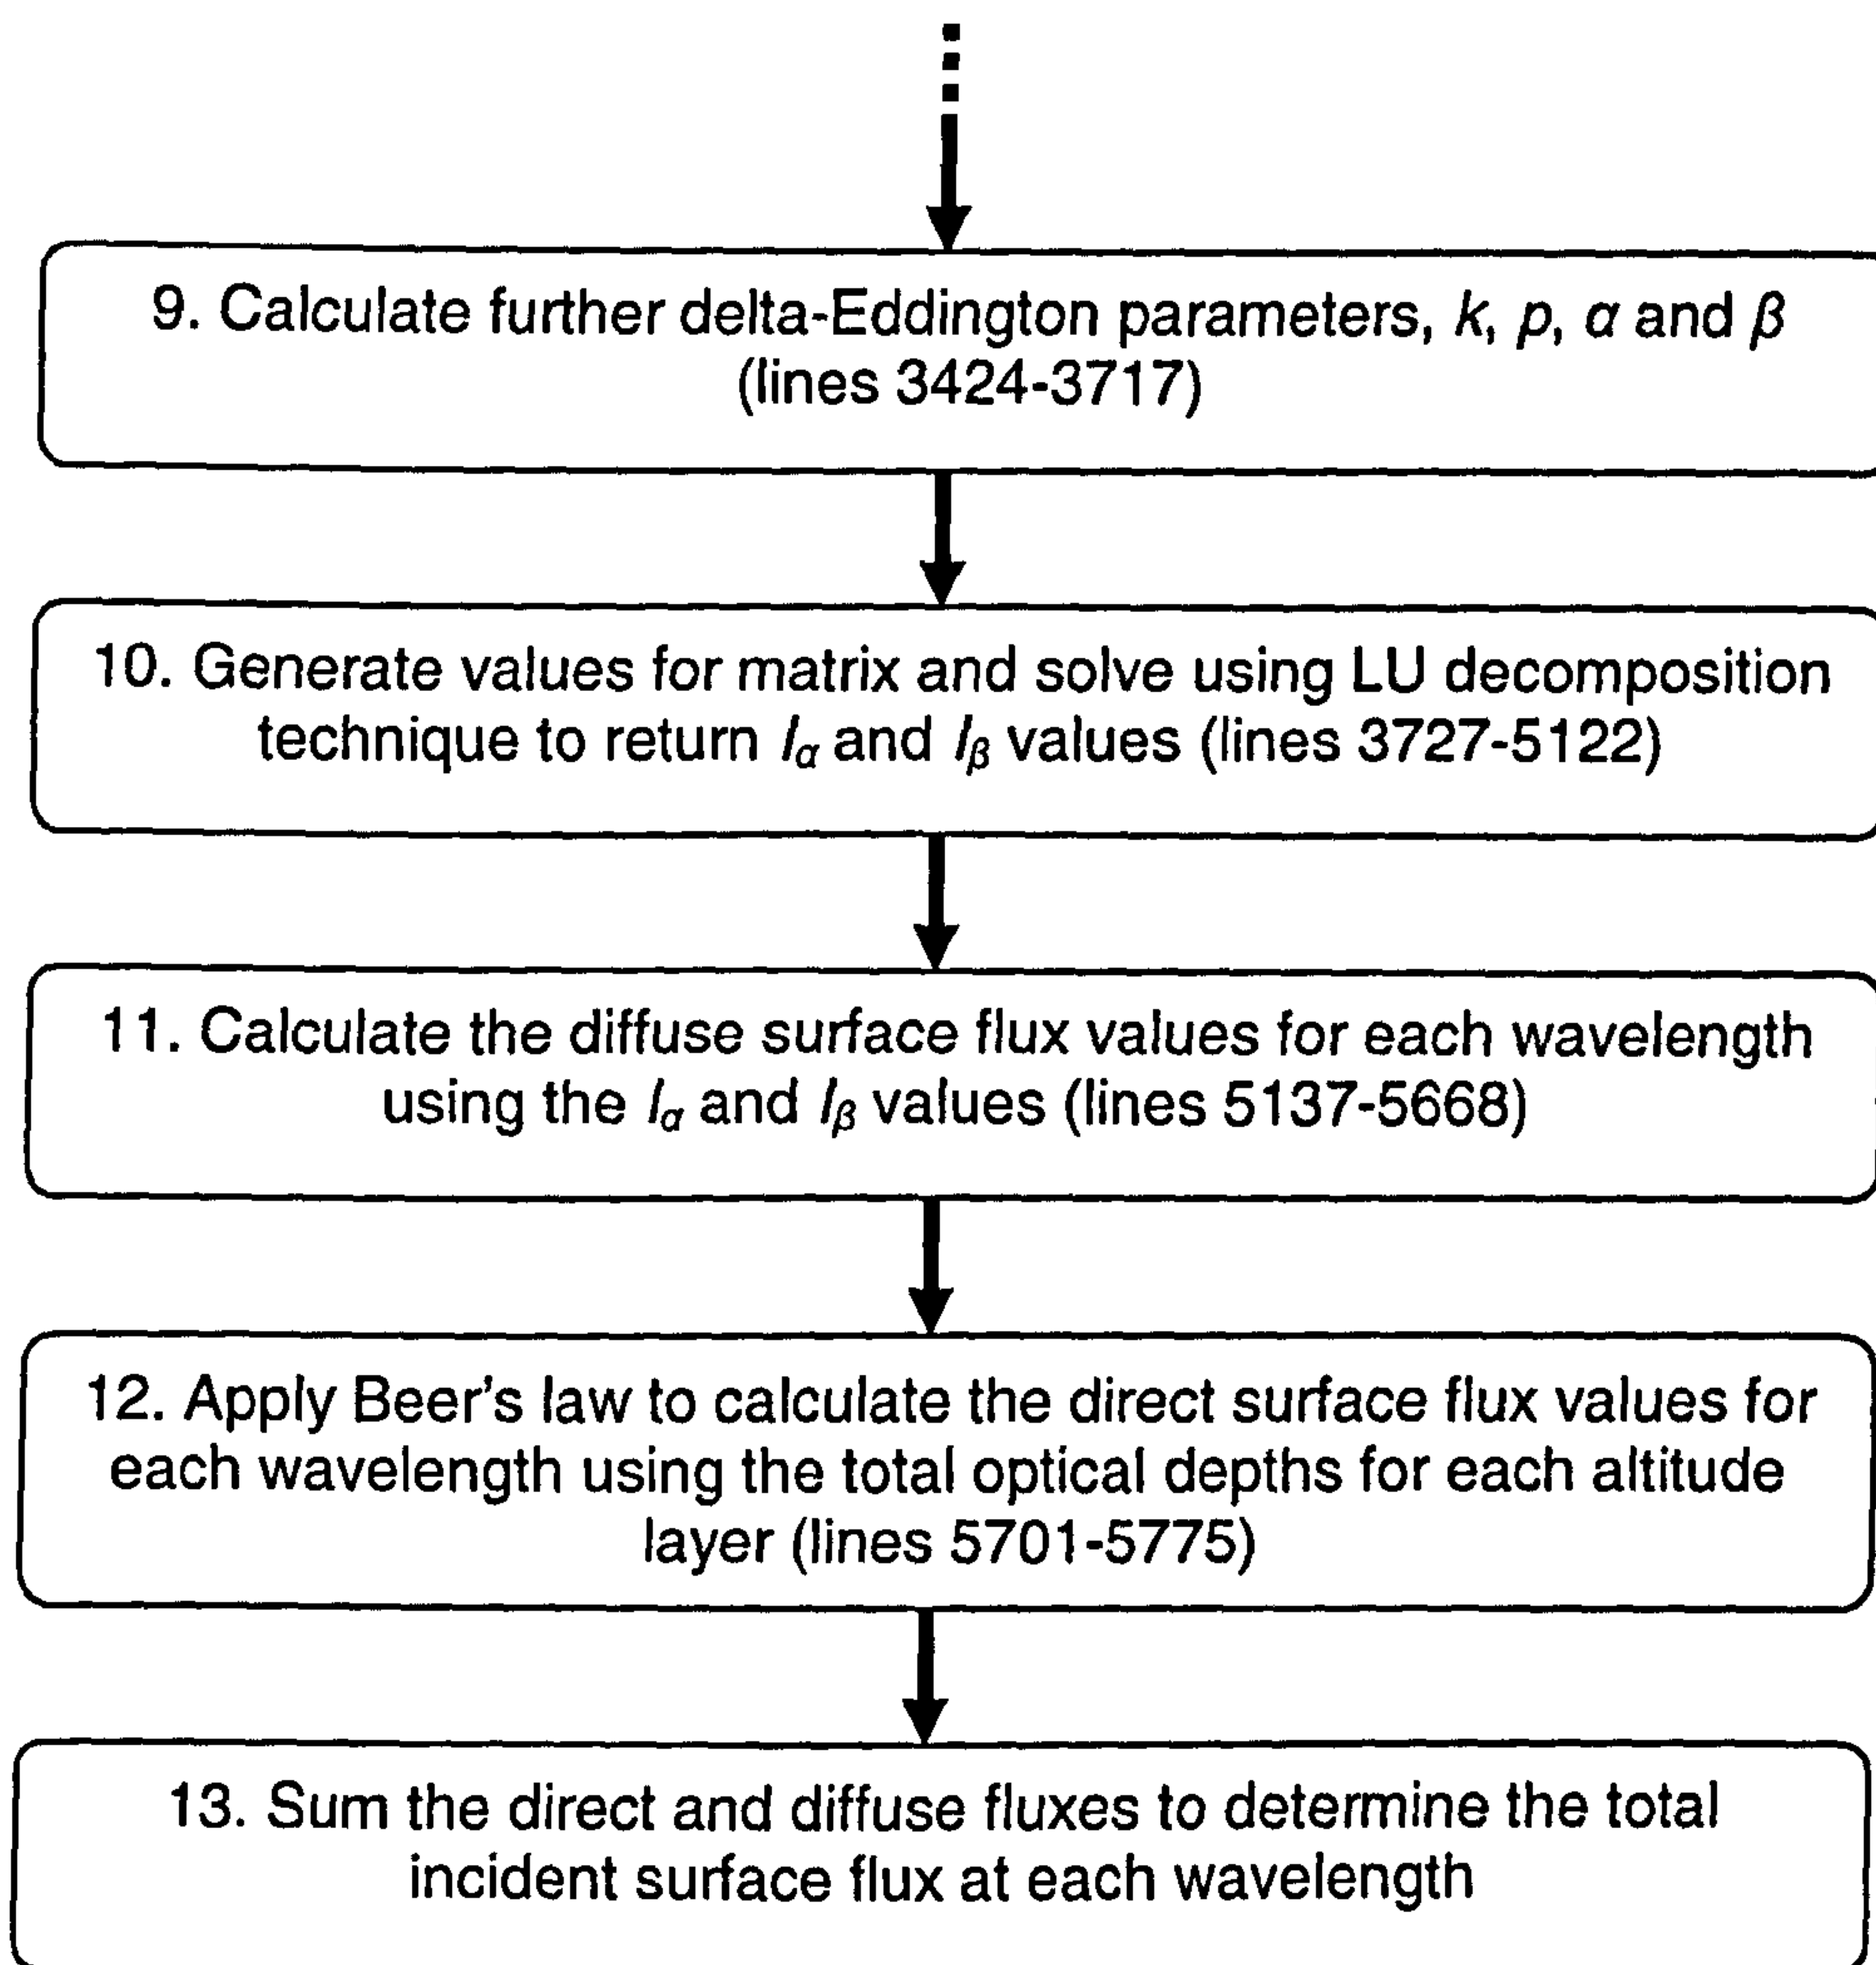 9. Calculate further delta-Eddington parameters, k, p, α and β
(lines 3424-3717)
10. Generate values for matrix and solve using LU decomposition
technique to return Iα and Iβ values (lines 3727-5122)
11. Calculate the diffuse surface flux values for each wavelength
using the Iα and Iβ values (lines 5137-5668)
12. Apply Beer's law to calculate the direct surface flux values for
each wavelength using the total optical depths for each altitude
layer (lines 5701-5775)
13. Sum the direct and diffuse fluxes to determine the total
incident surface flux at each wavelength